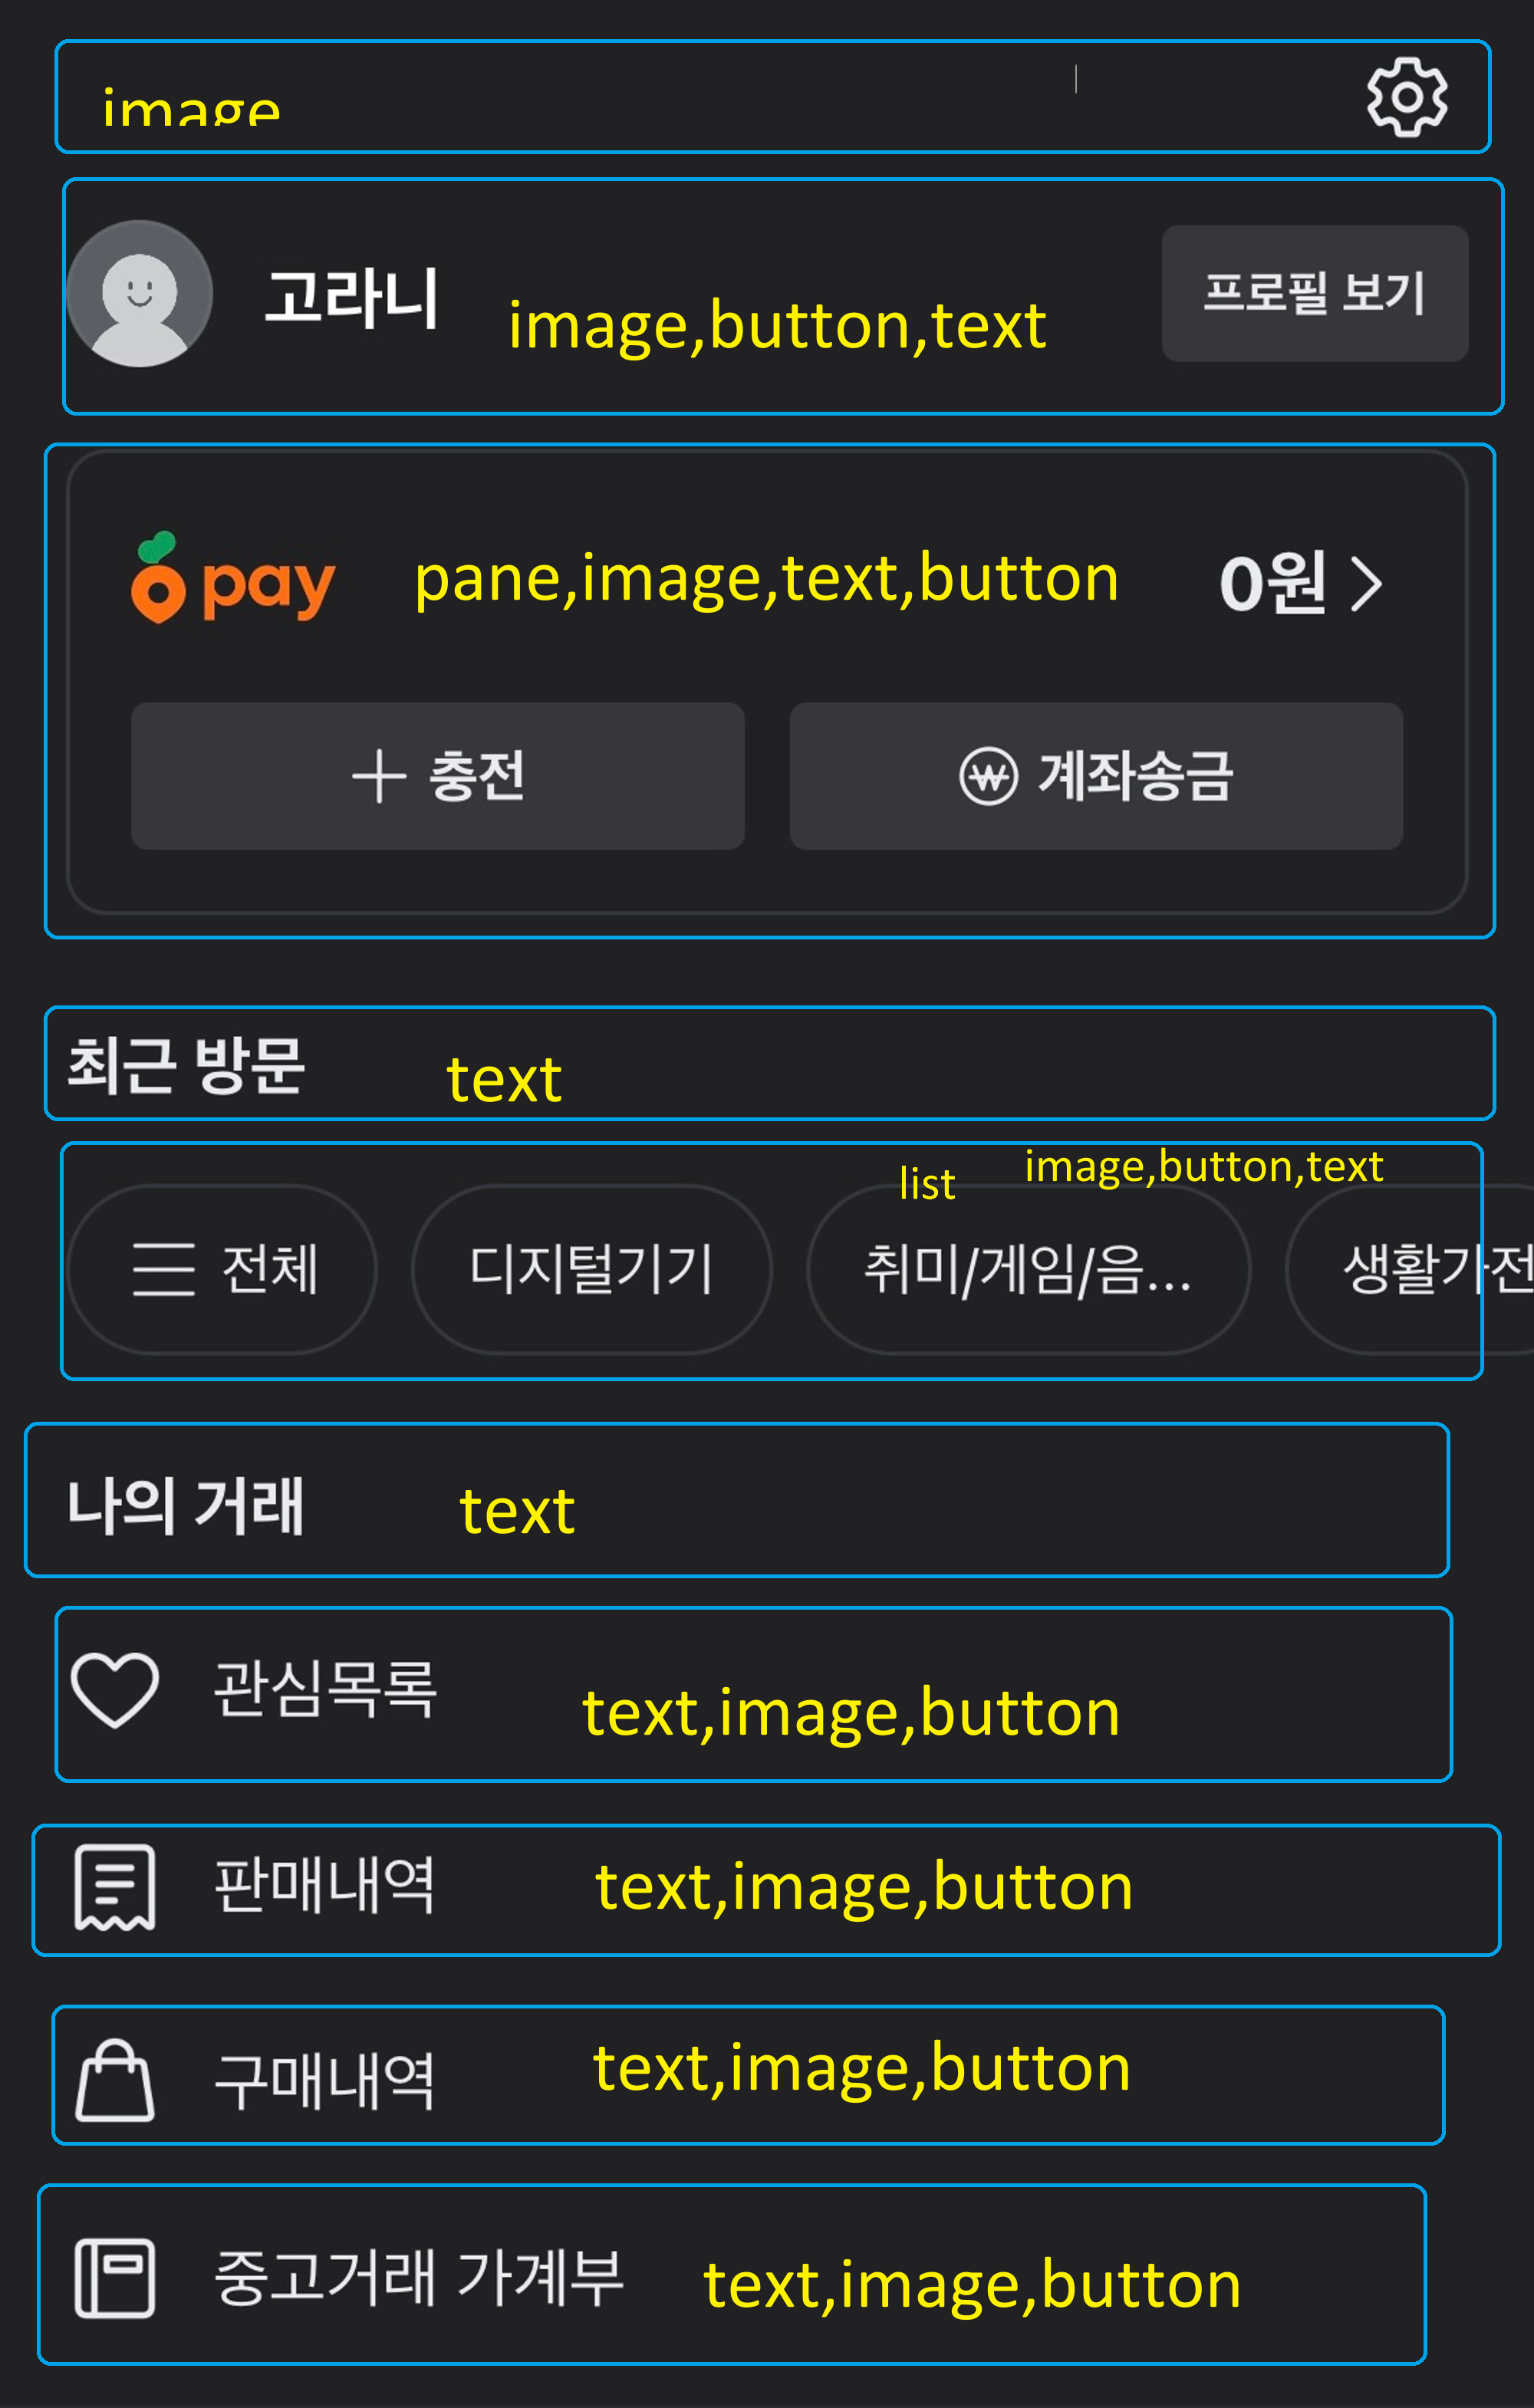 image
고라니
image,button,text
프로필 보기
pay
pane,image,text,button
0원
충전
계좌송금
최근 방문
text
list
image,button,text
전체
디지털기기
취미/게임/음...
생활가전
나의 거래
text
관심목록
text,image,button
판매내역
text,image,button
구매내역
text,image,button
중고거래 가계부
text,image,button